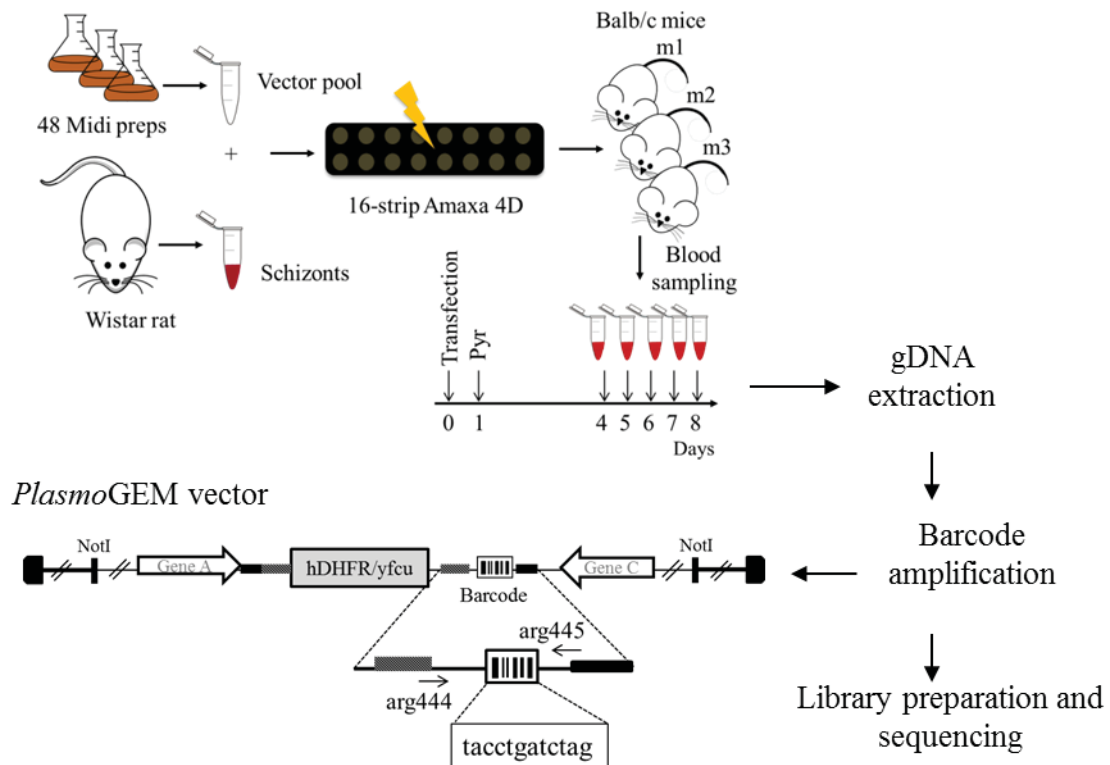 Balb/c mice
m1
m2
m3
48 Midi preps
Vector pool
+
16-strip Amaxa 4D
Wistar rat
Schizonts
Blood
sampling
Transfection
Pyr
0 1 4 5 6 7 8
Days
gDNA
extraction
PlasmoGEM vector
NotI
Gene A
hDHFR/yfcu
Barcode
Gene C
NotI
Barcode
amplification
arg445
arg444
tacctgatctag
Library preparation and
sequencing